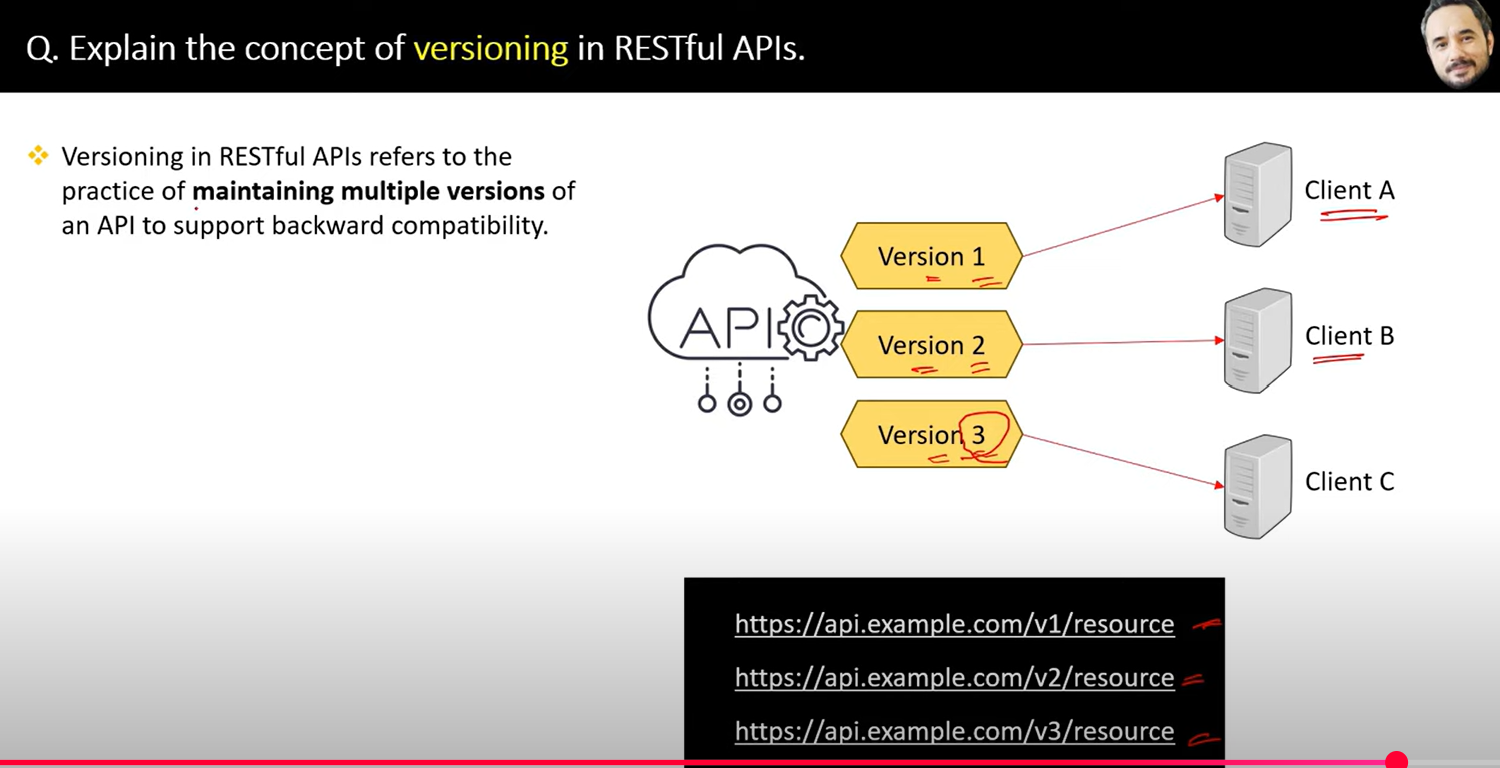 Q. Explain the concept of versioning in RESTful APIs.
❖ Versioning in RESTful APIs refers to the
practice of maintaining multiple versions of
an API to support backward compatibility.
API
Version 1
Version 2
Version 3
Client A
Client B
Client C
https://api.example.com/v1/resource
https://api.example.com/v2/resource
https://api.example.com/v3/resource